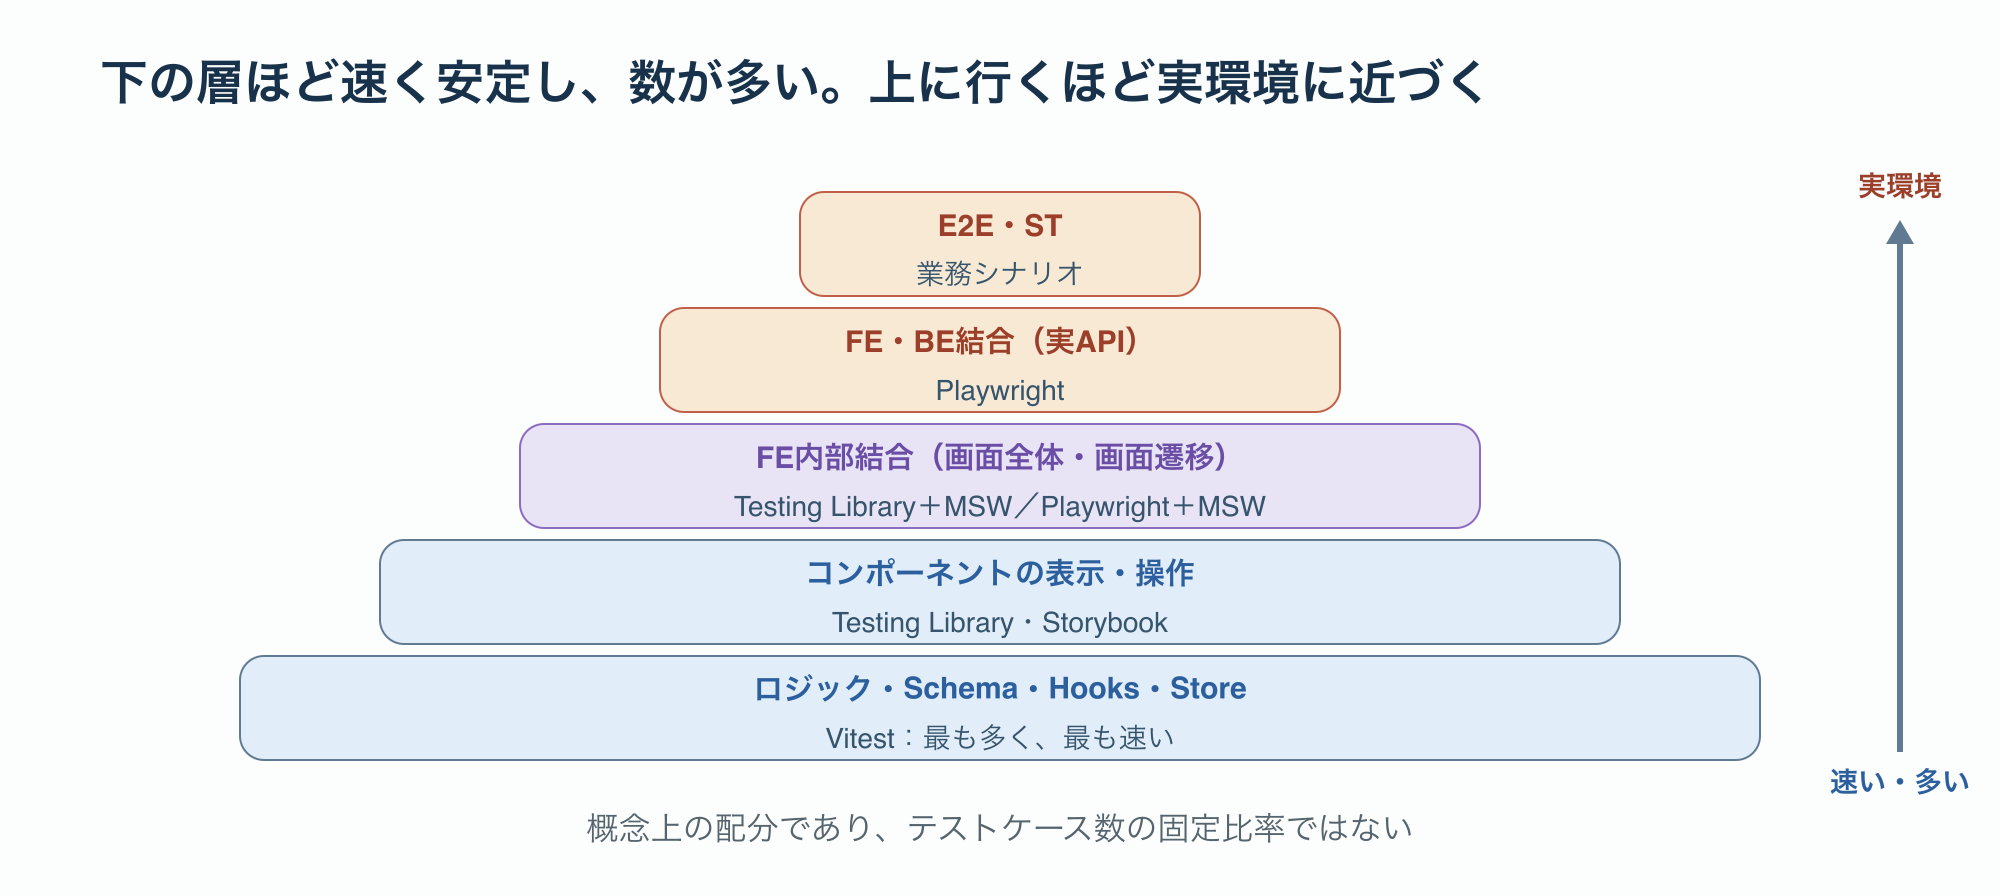 下の層ほど速く安定し、数が多い。上に行くほど実環境に近づく
実環境
E2E・ST
業務シナリオ
FE・BE結合（実API）
Playwright
FE内部結合（画面全体・画面遷移）
Testing Library＋MSW／Playwright＋MSW
コンポーネントの表示・操作
Testing Library・Storybook
ロジック・Schema・Hooks・Store
Vitest：最も多く、最も速い
速い・多い
概念上の配分であり、テストケース数の固定比率ではない